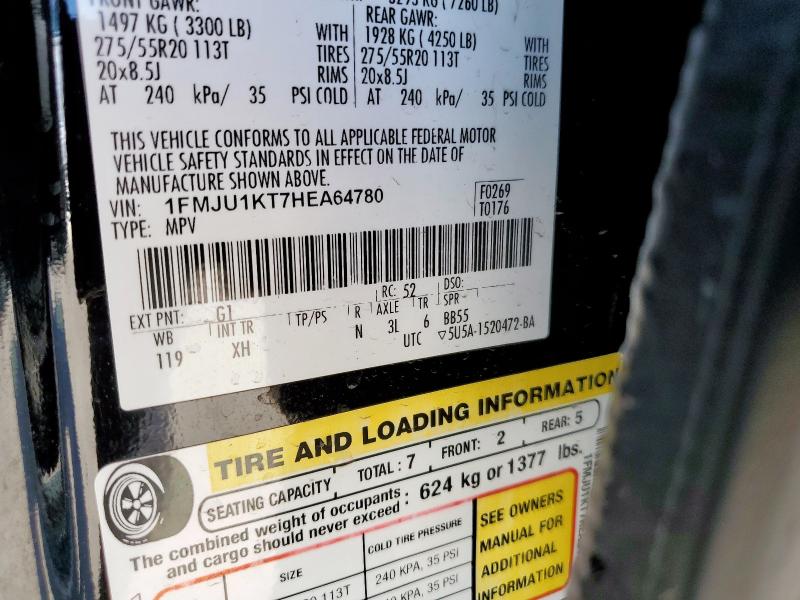 FRONT GAWR:
1497 KG ( 3300 LB)
275/55R20 113T
20x8.5J
WITH
TIRES
RIMS
AT 240 kPa/ 35 PSI COLD
REAR GAWR:
1928 KG ( 4250 LB)
275/55R20 113T
20x8.5J
WITH
TIRES
RIMS
AT 240 kPa/ 35 PSI COLD
THIS VEHICLE CONFORMS TO ALL APPLICABLE FEDERAL MOTOR
VEHICLE SAFETY STANDARDS IN EFFECT ON THE DATE OF
MANUFACTURE SHOWN ABOVE.
VIN: 1FMJU1KT7HEA64780
TYPE: MPV
F0269
T0176
EXT PNT: G1 RC: 52 DSO:
WB INT TR TP/PS R AXLE TR SPR
119 XH N 3L 6 BB55
UTC ▽5U5A-1520472-BA
TIRE AND LOADING INFORMATION
SEATING CAPACITY TOTAL : 7 FRONT: 2 REAR: 5
The combined weight of occupants
and cargo should never exceed : 624 kg or 1377 lbs.
SIZE
COLD TIRE PRESSURE
113T
240 KPA, 35 PSI
240 KPA, 35 PSI
SEE OWNERS
MANUAL FOR
ADDITIONAL
INFORMATION